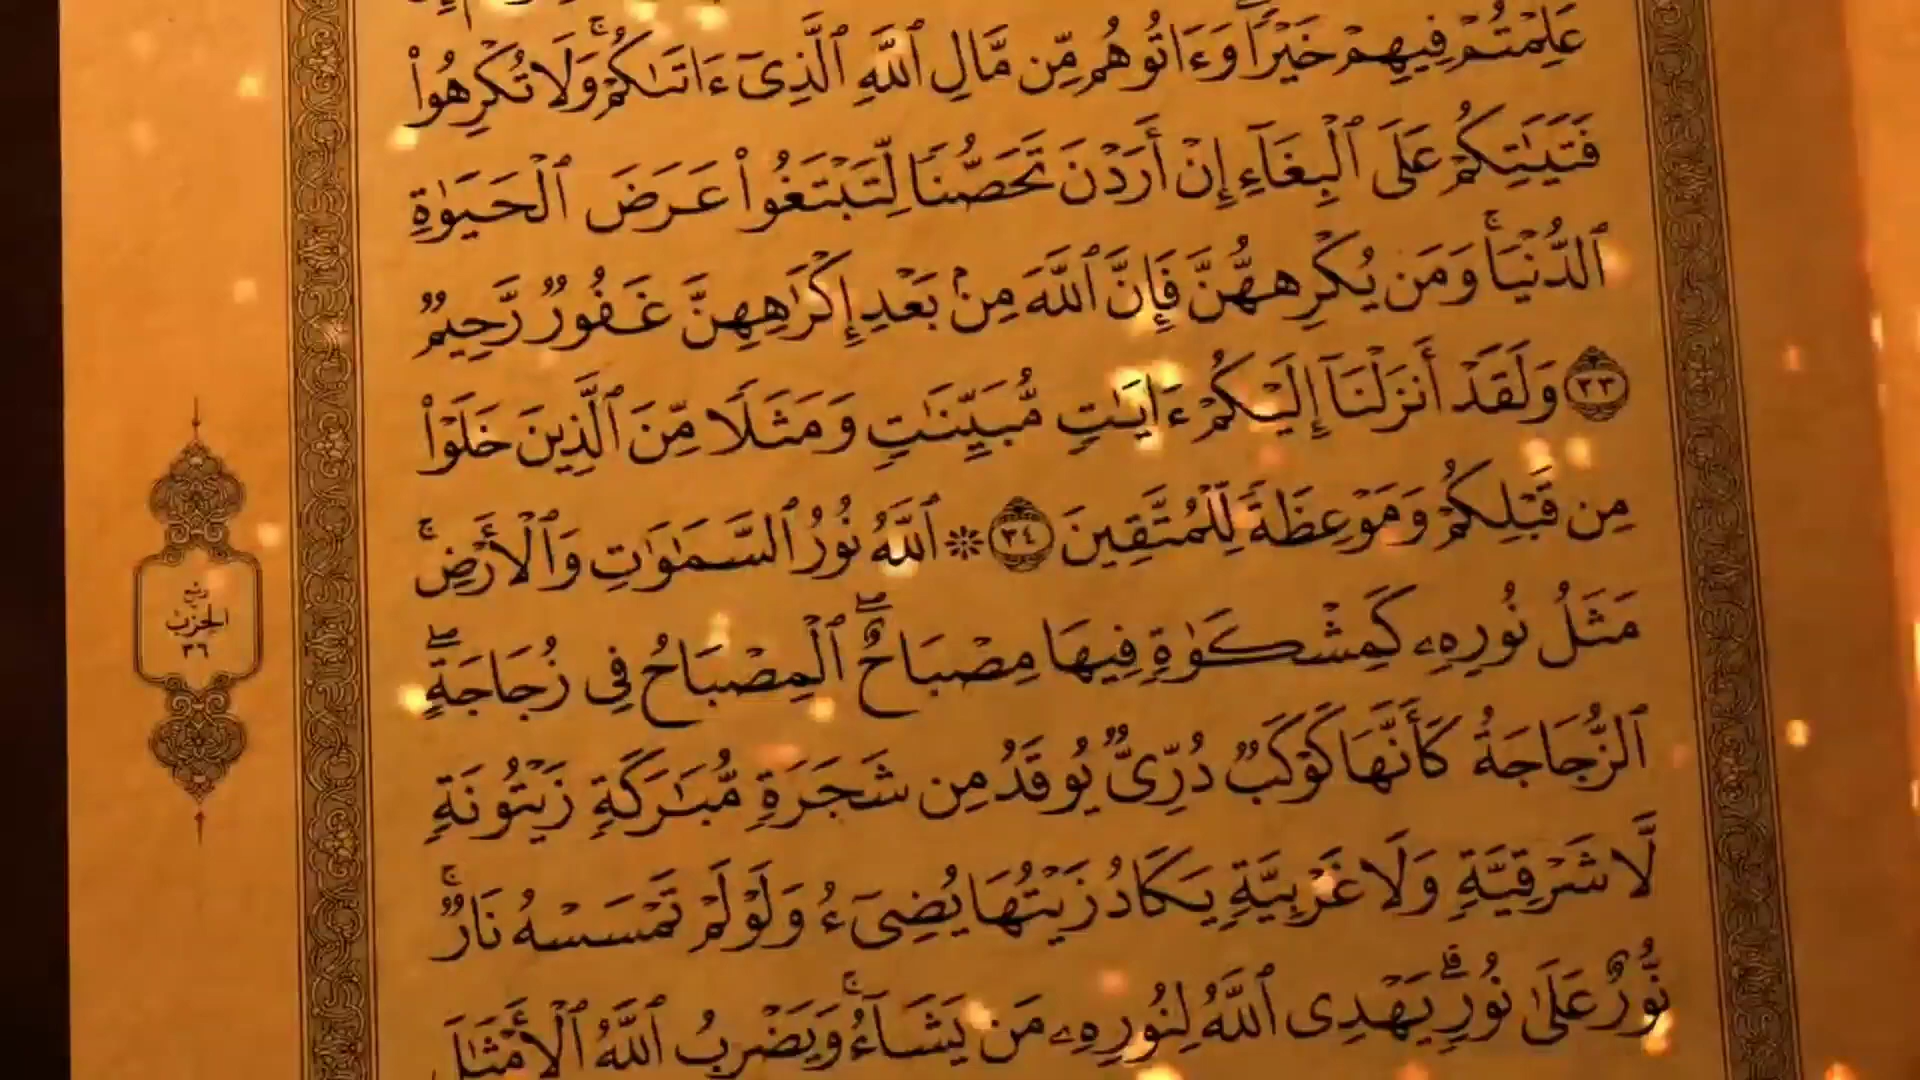 عَلِمْتُمْ فِيهِمْ خَيْرًاۖ وَءَاتُوهُم مِّن مَّالِ ٱللَّهِ ٱلَّذِىٓ ءَاتَىٰكُمْۚ وَلَا تُكْرِهُوا۟
فَتَيَـٰتِكُمْ عَلَى ٱلْبِغَآءِ إِنْ أَرَدْنَ تَحَصُّنًا لِّتَبْتَغُوا۟ عَرَضَ ٱلْحَيَوٰةِ
ٱلدُّنْيَاۚ وَمَن يُكْرِههُّنَّ فَإِنَّ ٱللَّهَ مِنۢ بَعْدِ إِكْرَٰهِهِنَّ غَفُورٌ رَّحِيمٌ
٣٣ وَلَقَدْ أَنزَلْنَآ إِلَيْكُمْ ءَايَـٰتٍ مُّبَيِّنَـٰتٍ وَمَثَلًا مِّنَ ٱلَّذِينَ خَلَوْا۟
مِن قَبْلِكُمْ وَمَوْعِظَةً لِّلْمُتَّقِينَ ٣٤ ۞ ٱللَّهُ نُورُ ٱلسَّمَـٰوَٰتِ وَٱلْأَرْضِۚ
مَثَلُ نُورِهِۦ كَمِشْكَوٰةٍ فِيهَا مِصْبَاحٌۖ ٱلْمِصْبَاحُ فِى زُجَاجَةٍۖ
ٱلزُّجَاجَةُ كَأَنَّهَا كَوْكَبٌ دُرِّىٌّ يُوقَدُ مِن شَجَرَةٍ مُّبَـٰرَكَةٍ زَيْتُونَةٍ
لَّا شَرْقِيَّةٍ وَلَا غَرْبِيَّةٍ يَكَادُ زَيْتُهَا يُضِىٓءُ وَلَوْ لَمْ تَمْسَسْهُ نَارٌۚ
نُّورٌ عَلَىٰ نُورٍۗ يَهْدِى ٱللَّهُ لِنُورِهِۦ مَن يَشَآءُۚ وَيَضْرِبُ ٱللَّهُ ٱلْأَمْثَـٰلَ
ربع
الحزب
٣٦